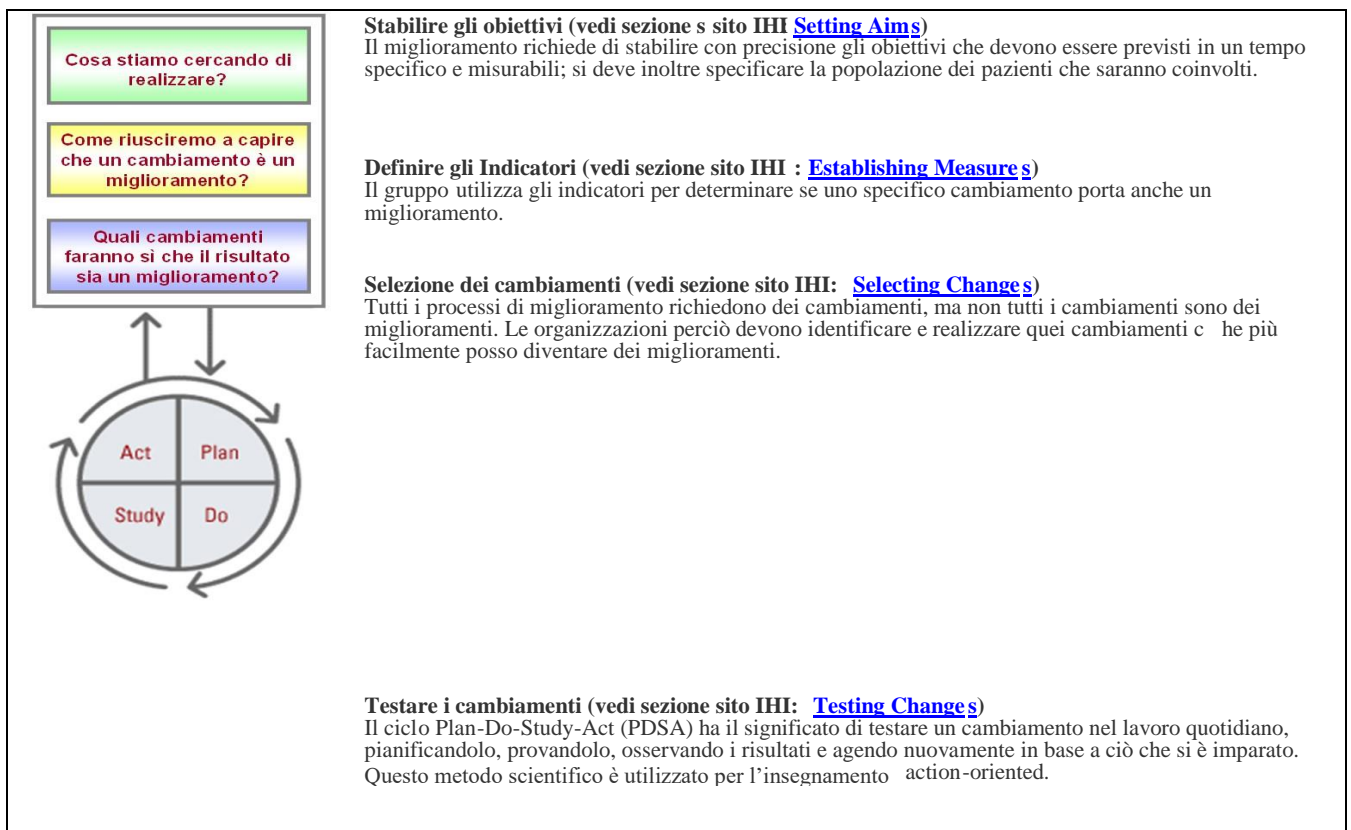 Cosa stiamo cercando di
realizzare?
Come riusciremo a capire
che un cambiamento è un
miglioramento?
Quali cambiamenti
faranno sì che il risultato
sia un miglioramento?
Act
Plan
Study
Do
Stabilire gli obiettivi (vedi sezione s sito IHI Setting Aims)
Il miglioramento richiede di stabilire con precisione gli obiettivi che devono essere previsti in un tempo
specifico e misurabili; si deve inoltre specificare la popolazione dei pazienti che saranno coinvolti.
Definire gli Indicatori (vedi sezione sito IHI : Establishing Measure s)
Il gruppo utilizza gli indicatori per determinare se uno specifico cambiamento porta anche un
miglioramento.
Selezione dei cambiamenti (vedi sezione sito IHI: Selecting Change s)
Tutti i processi di miglioramento richiedono dei cambiamenti, ma non tutti i cambiamenti sono dei
miglioramenti. Le organizzazioni perciò devono identificare e realizzare quei cambiamenti c he più
facilmente posso diventare dei miglioramenti.
Testare i cambiamenti (vedi sezione sito IHI: Testing Change s)
Il ciclo Plan-Do-Study-Act (PDSA) ha il significato di testare un cambiamento nel lavoro quotidiano,
pianificandolo, provandolo, osservando i risultati e agendo nuovamente in base a ciò che si è imparato.
Questo metodo scientifico è utilizzato per l’insegnamento action-oriented.